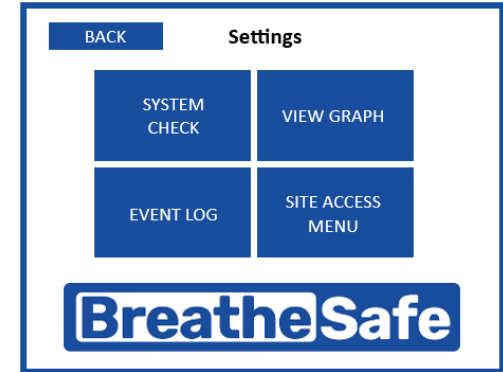 BACK
Settings
SYSTEM
CHECK
VIEW GRAPH
EVENT LOG
SITE ACCESS
MENU
BreatheSafe